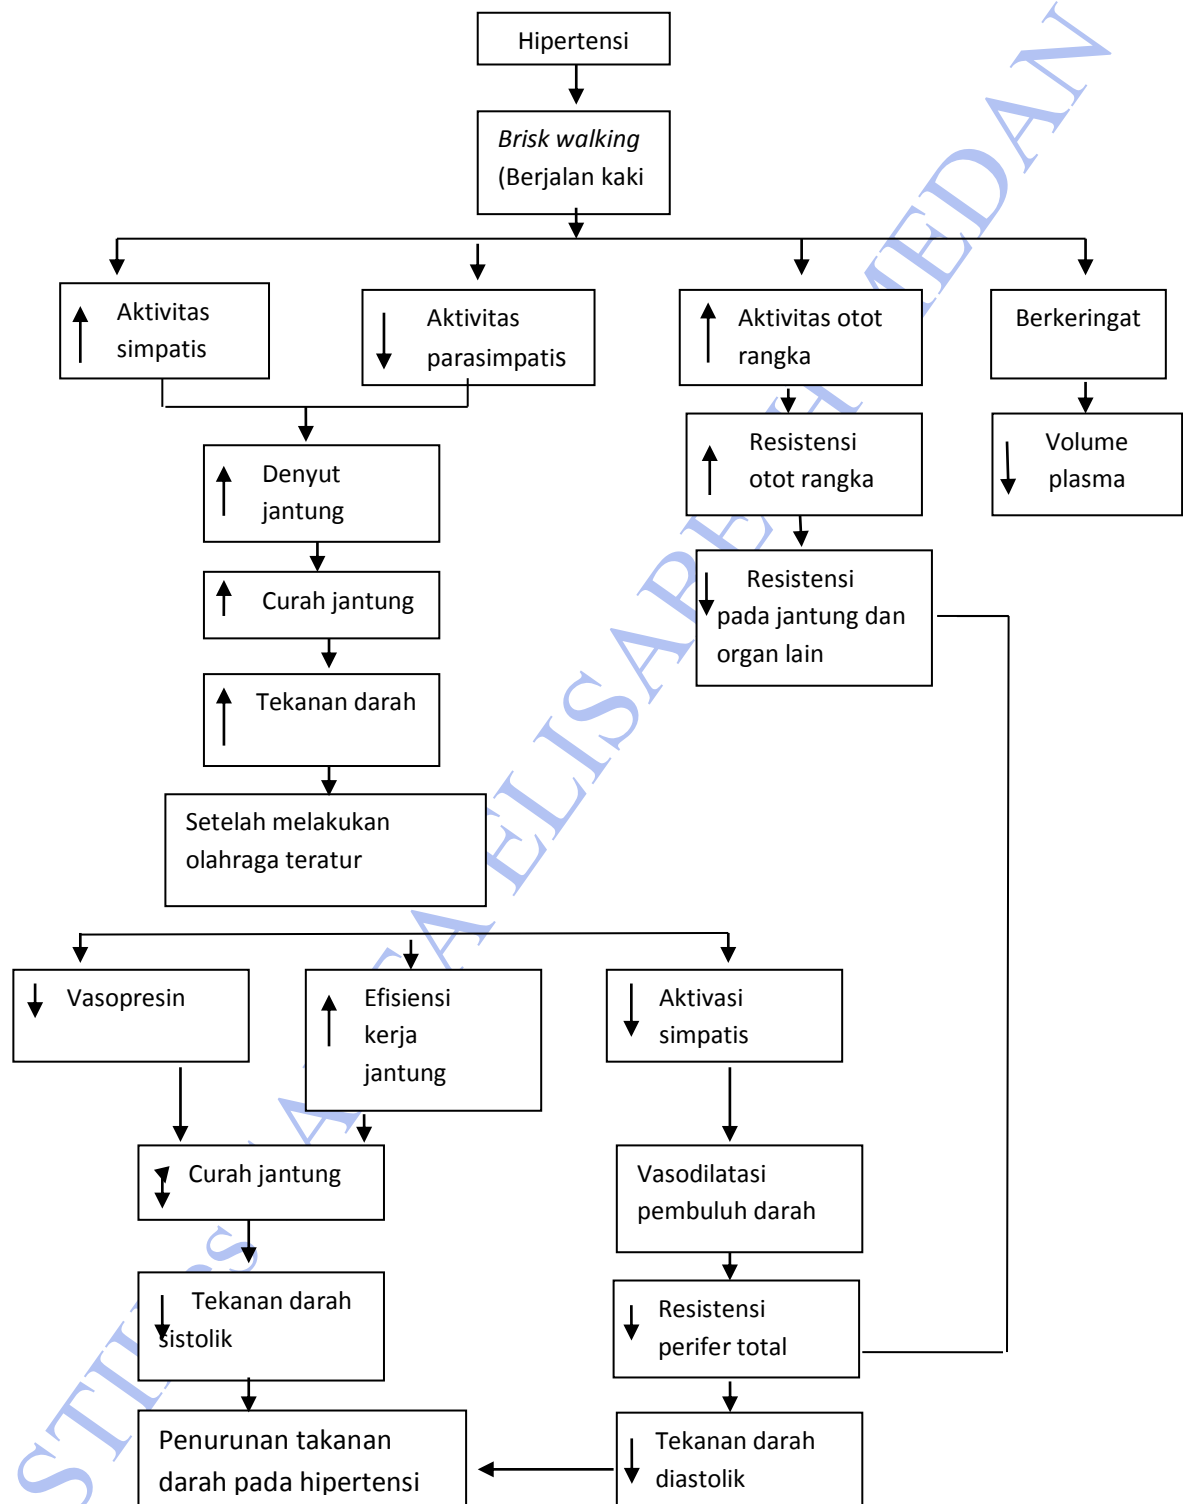 Hipertensi
Brisk walking
(Berjalan kaki
Aktivitas
simpatis
Aktivitas
parasimpatis
Aktivitas otot
rangka
Berkeringat
Denyut
jantung
Resistensi
otot rangka
Volume
plasma
Curah jantung
Resistensi
pada jantung dan
organ lain
Tekanan darah
Setelah melakukan
olahraga teratur
Vasopresin
Efisiensi
kerja
jantung
Aktivasi
simpatis
Curah jantung
Vasodilatasi
pembuluh darah
Tekanan darah
sistolik
Resistensi
perifer total
Penurunan takanan
darah pada hipertensi
Tekanan darah
diastolik
ELISABETH MEDAN